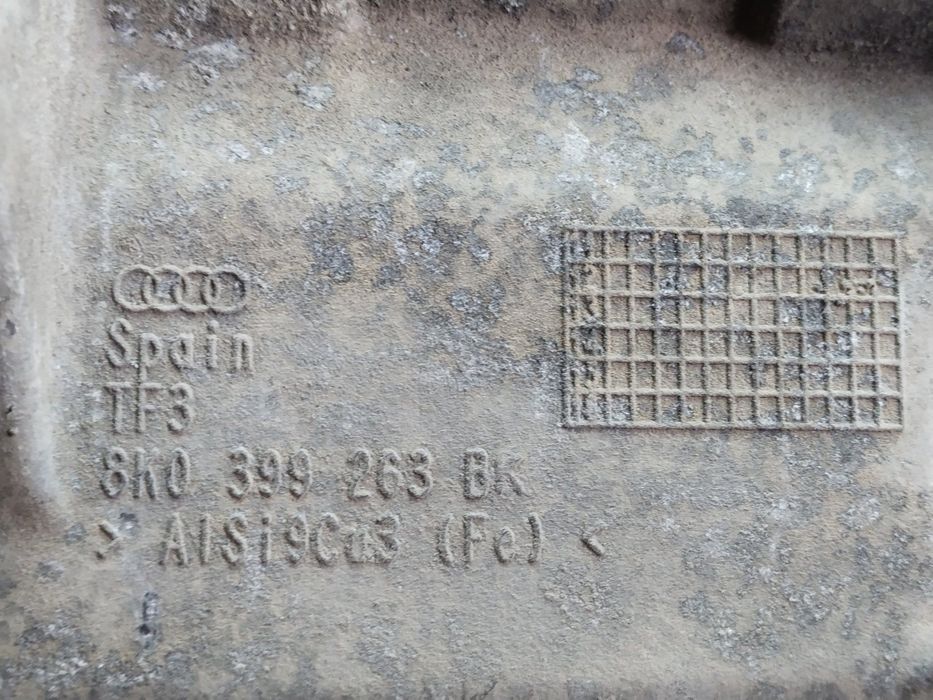 Spain
TF3
8K0 399 263 BK
> AlSi9Cu3 (Fe) <